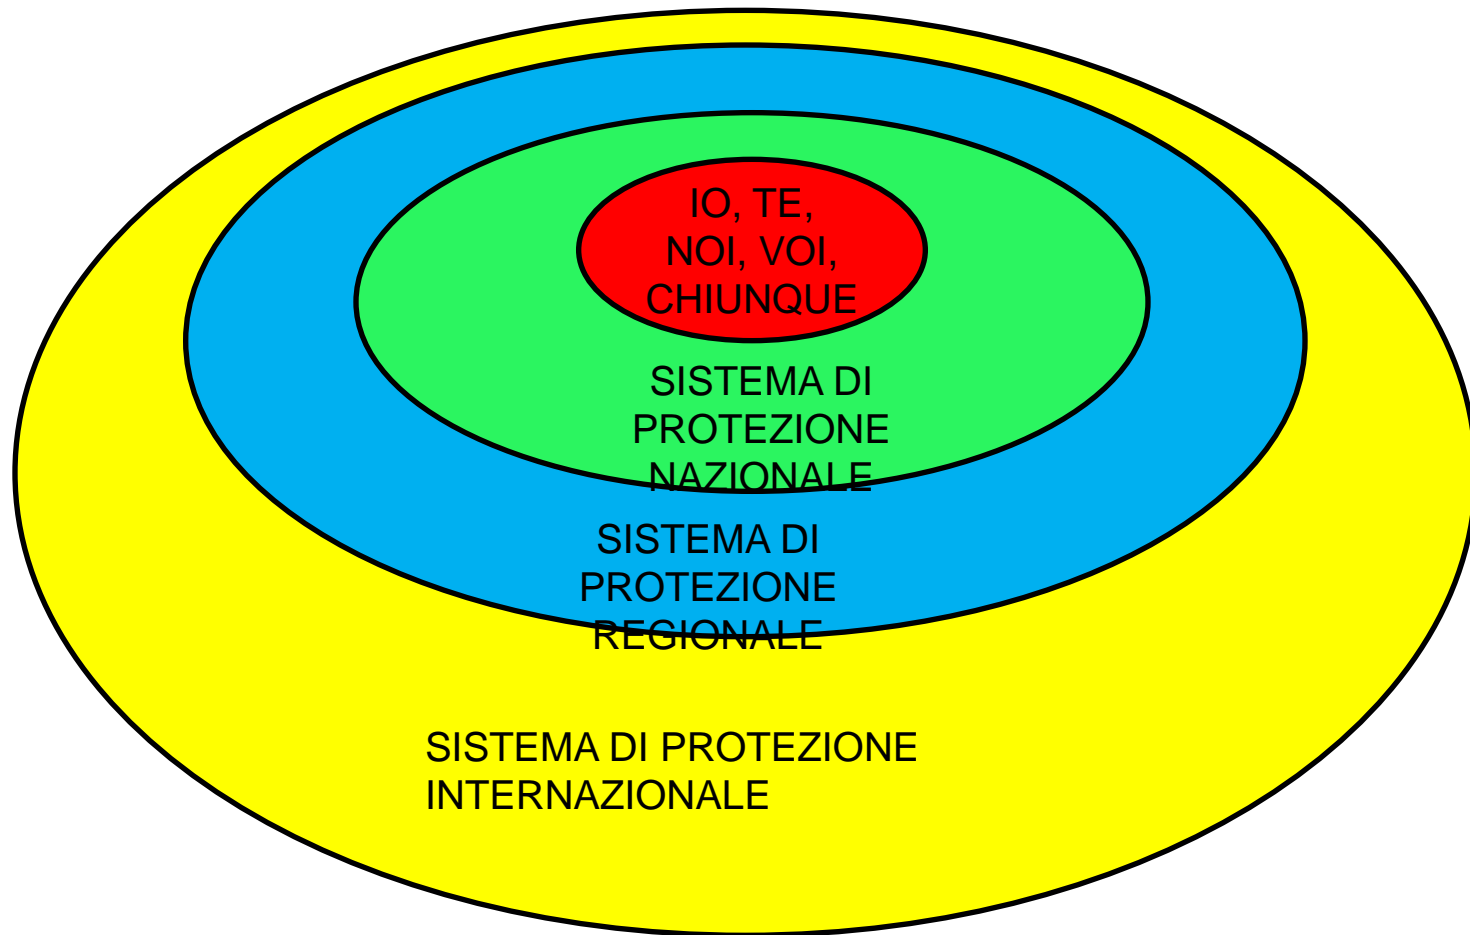 IO, TE,
NOI, VOI,
CHIUNQUE
SISTEMA DI
PROTEZIONE
NAZIONALE
SISTEMA DI
PROTEZIONE
REGIONALE
SISTEMA DI PROTEZIONE
INTERNAZIONALE